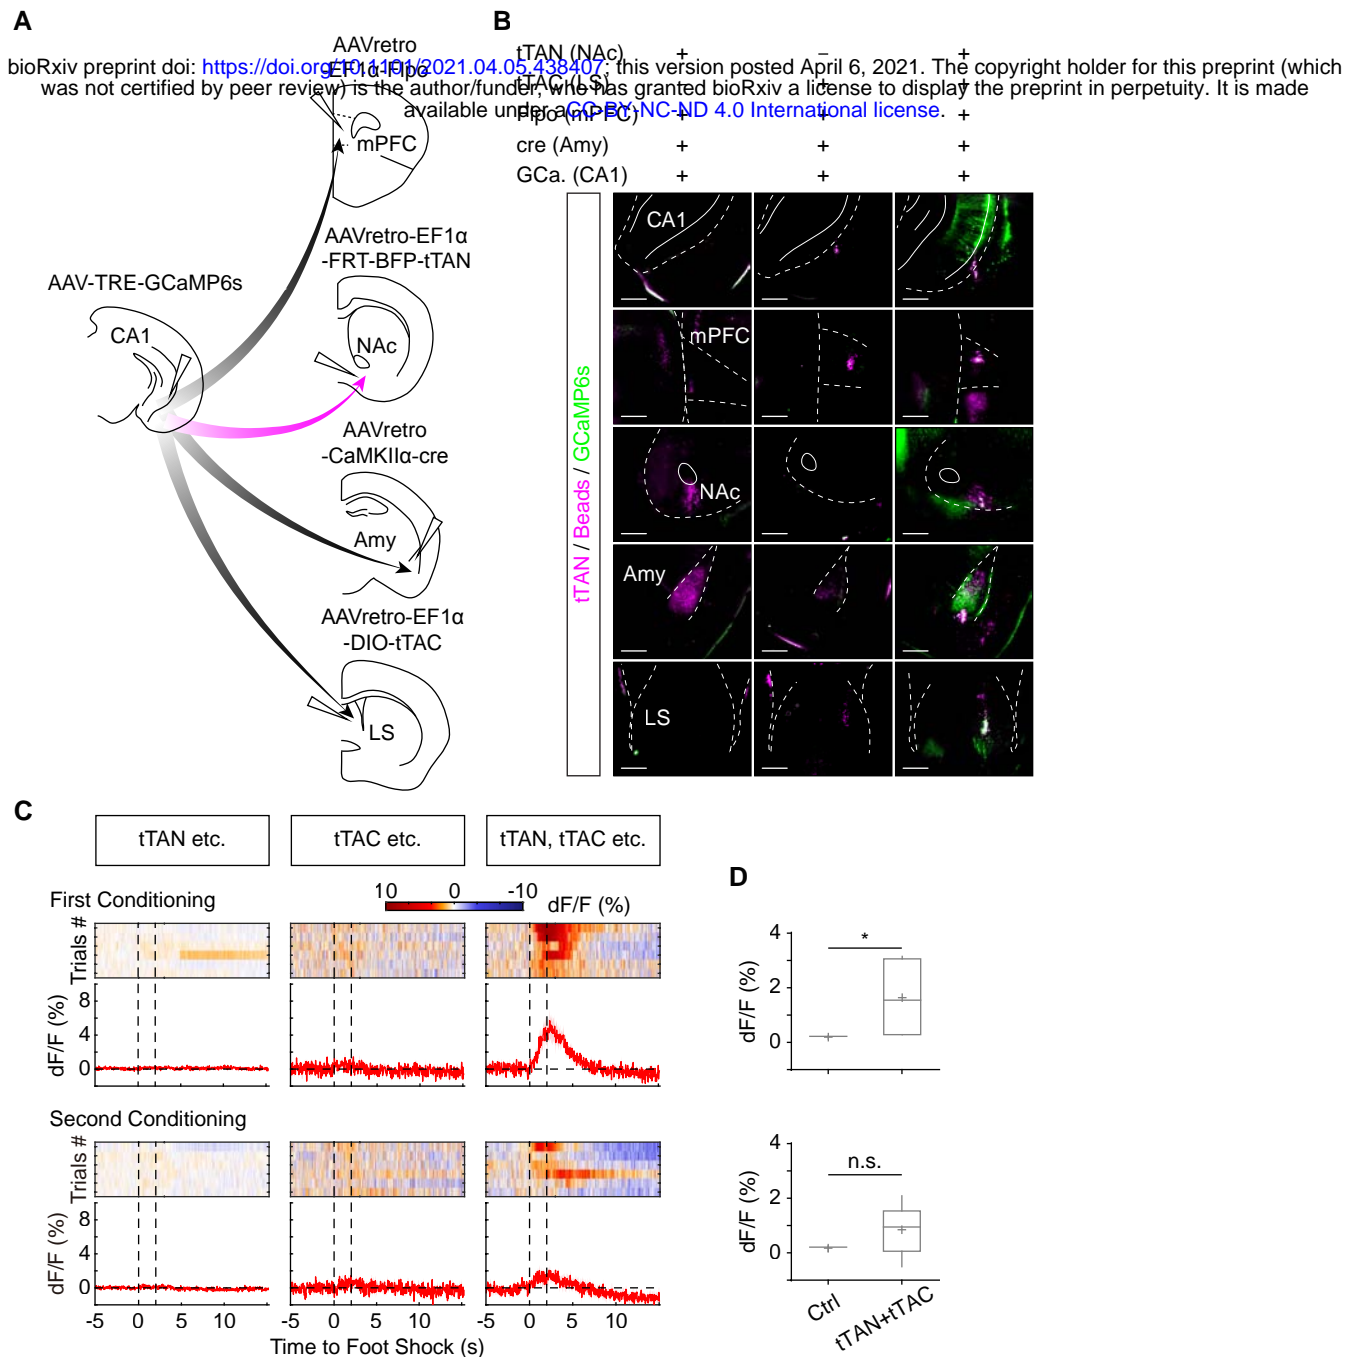 A
B
bioRxiv preprint doi: https://doi.org/10.1101/2021.04.05.438407; this version posted April 6, 2021. The copyright holder for this preprint (which
was not certified by peer review) is the author/funder, who has granted bioRxiv a license to display the preprint in perpetuity. It is made
available under aCC-BY-NC-ND 4.0 International license.
AAVretro
EF1α-Flpo
mPFC
AAVretro-EF1α
-FRT-BFP-tTAN
NAc
AAV-TRE-GCaMP6s
CA1
AAVretro
-CaMKIIα-cre
Amy
AAVretro-EF1α
-DIO-tTAC
LS
tTAN (NAc) + – +
tTAC (LS) - + +
Flpo (mPFC) + + +
cre (Amy) + + +
GCa. (CA1) + + +
tTAN / Beads / GCaMP6s
CA1
mPFC
NAc
Amy
LS
C
tTAN etc.
tTAC etc.
tTAN, tTAC etc.
First Conditioning
10 0 -10 dF/F (%)
Trials #
dF/F (%)
8
4
0
Second Conditioning
Trials #
dF/F (%)
8
4
0
-5 0 5 10 -5 0 5 10 -5 0 5 10
Time to Foot Shock (s)
D
4
2
0
dF/F (%)
*
4
2
0
dF/F (%)
n.s.
Ctrl
tTAN+tTAC